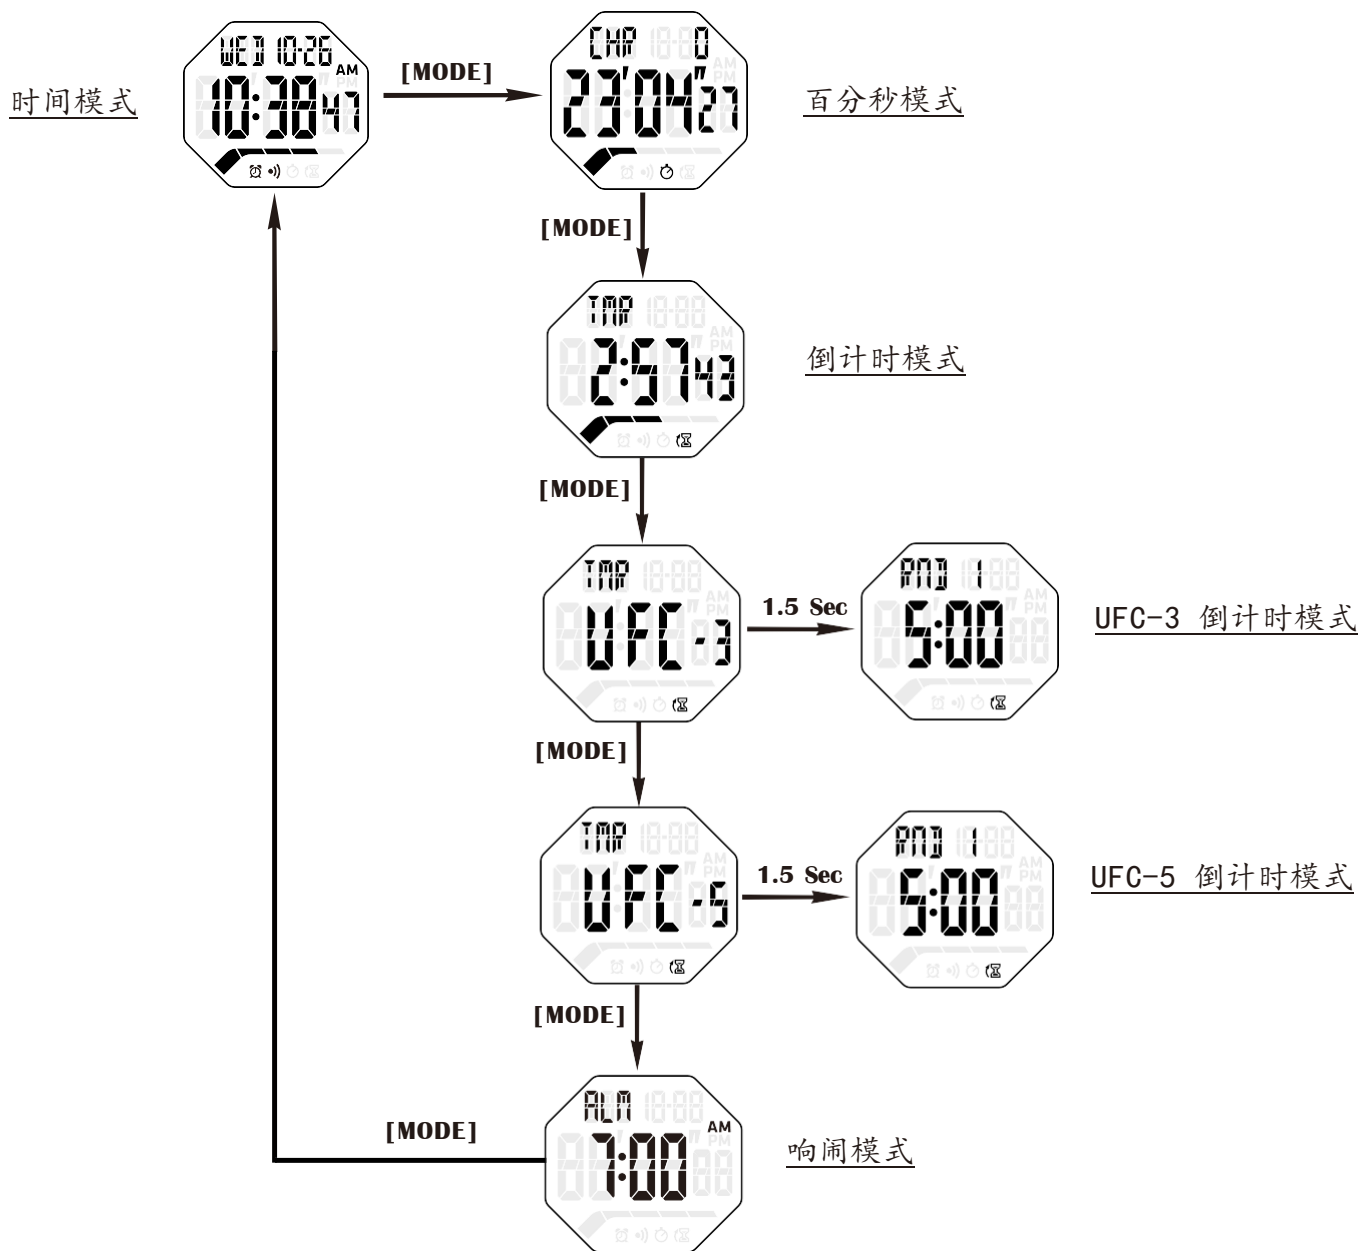 WED 10-26
AM
10:38 47
时间模式
[MODE]
CHR 0
23'04"27
百分秒模式
[MODE]
TMR
2:57 43
倒计时模式
[MODE]
TMR
UFC-3
1.5 Sec
RND 1
5:00
UFC-3 倒计时模式
[MODE]
TMR
UFC-5
1.5 Sec
RND 1
5:00
UFC-5 倒计时模式
[MODE]
ALM
AM
7:00
响闹模式
[MODE]